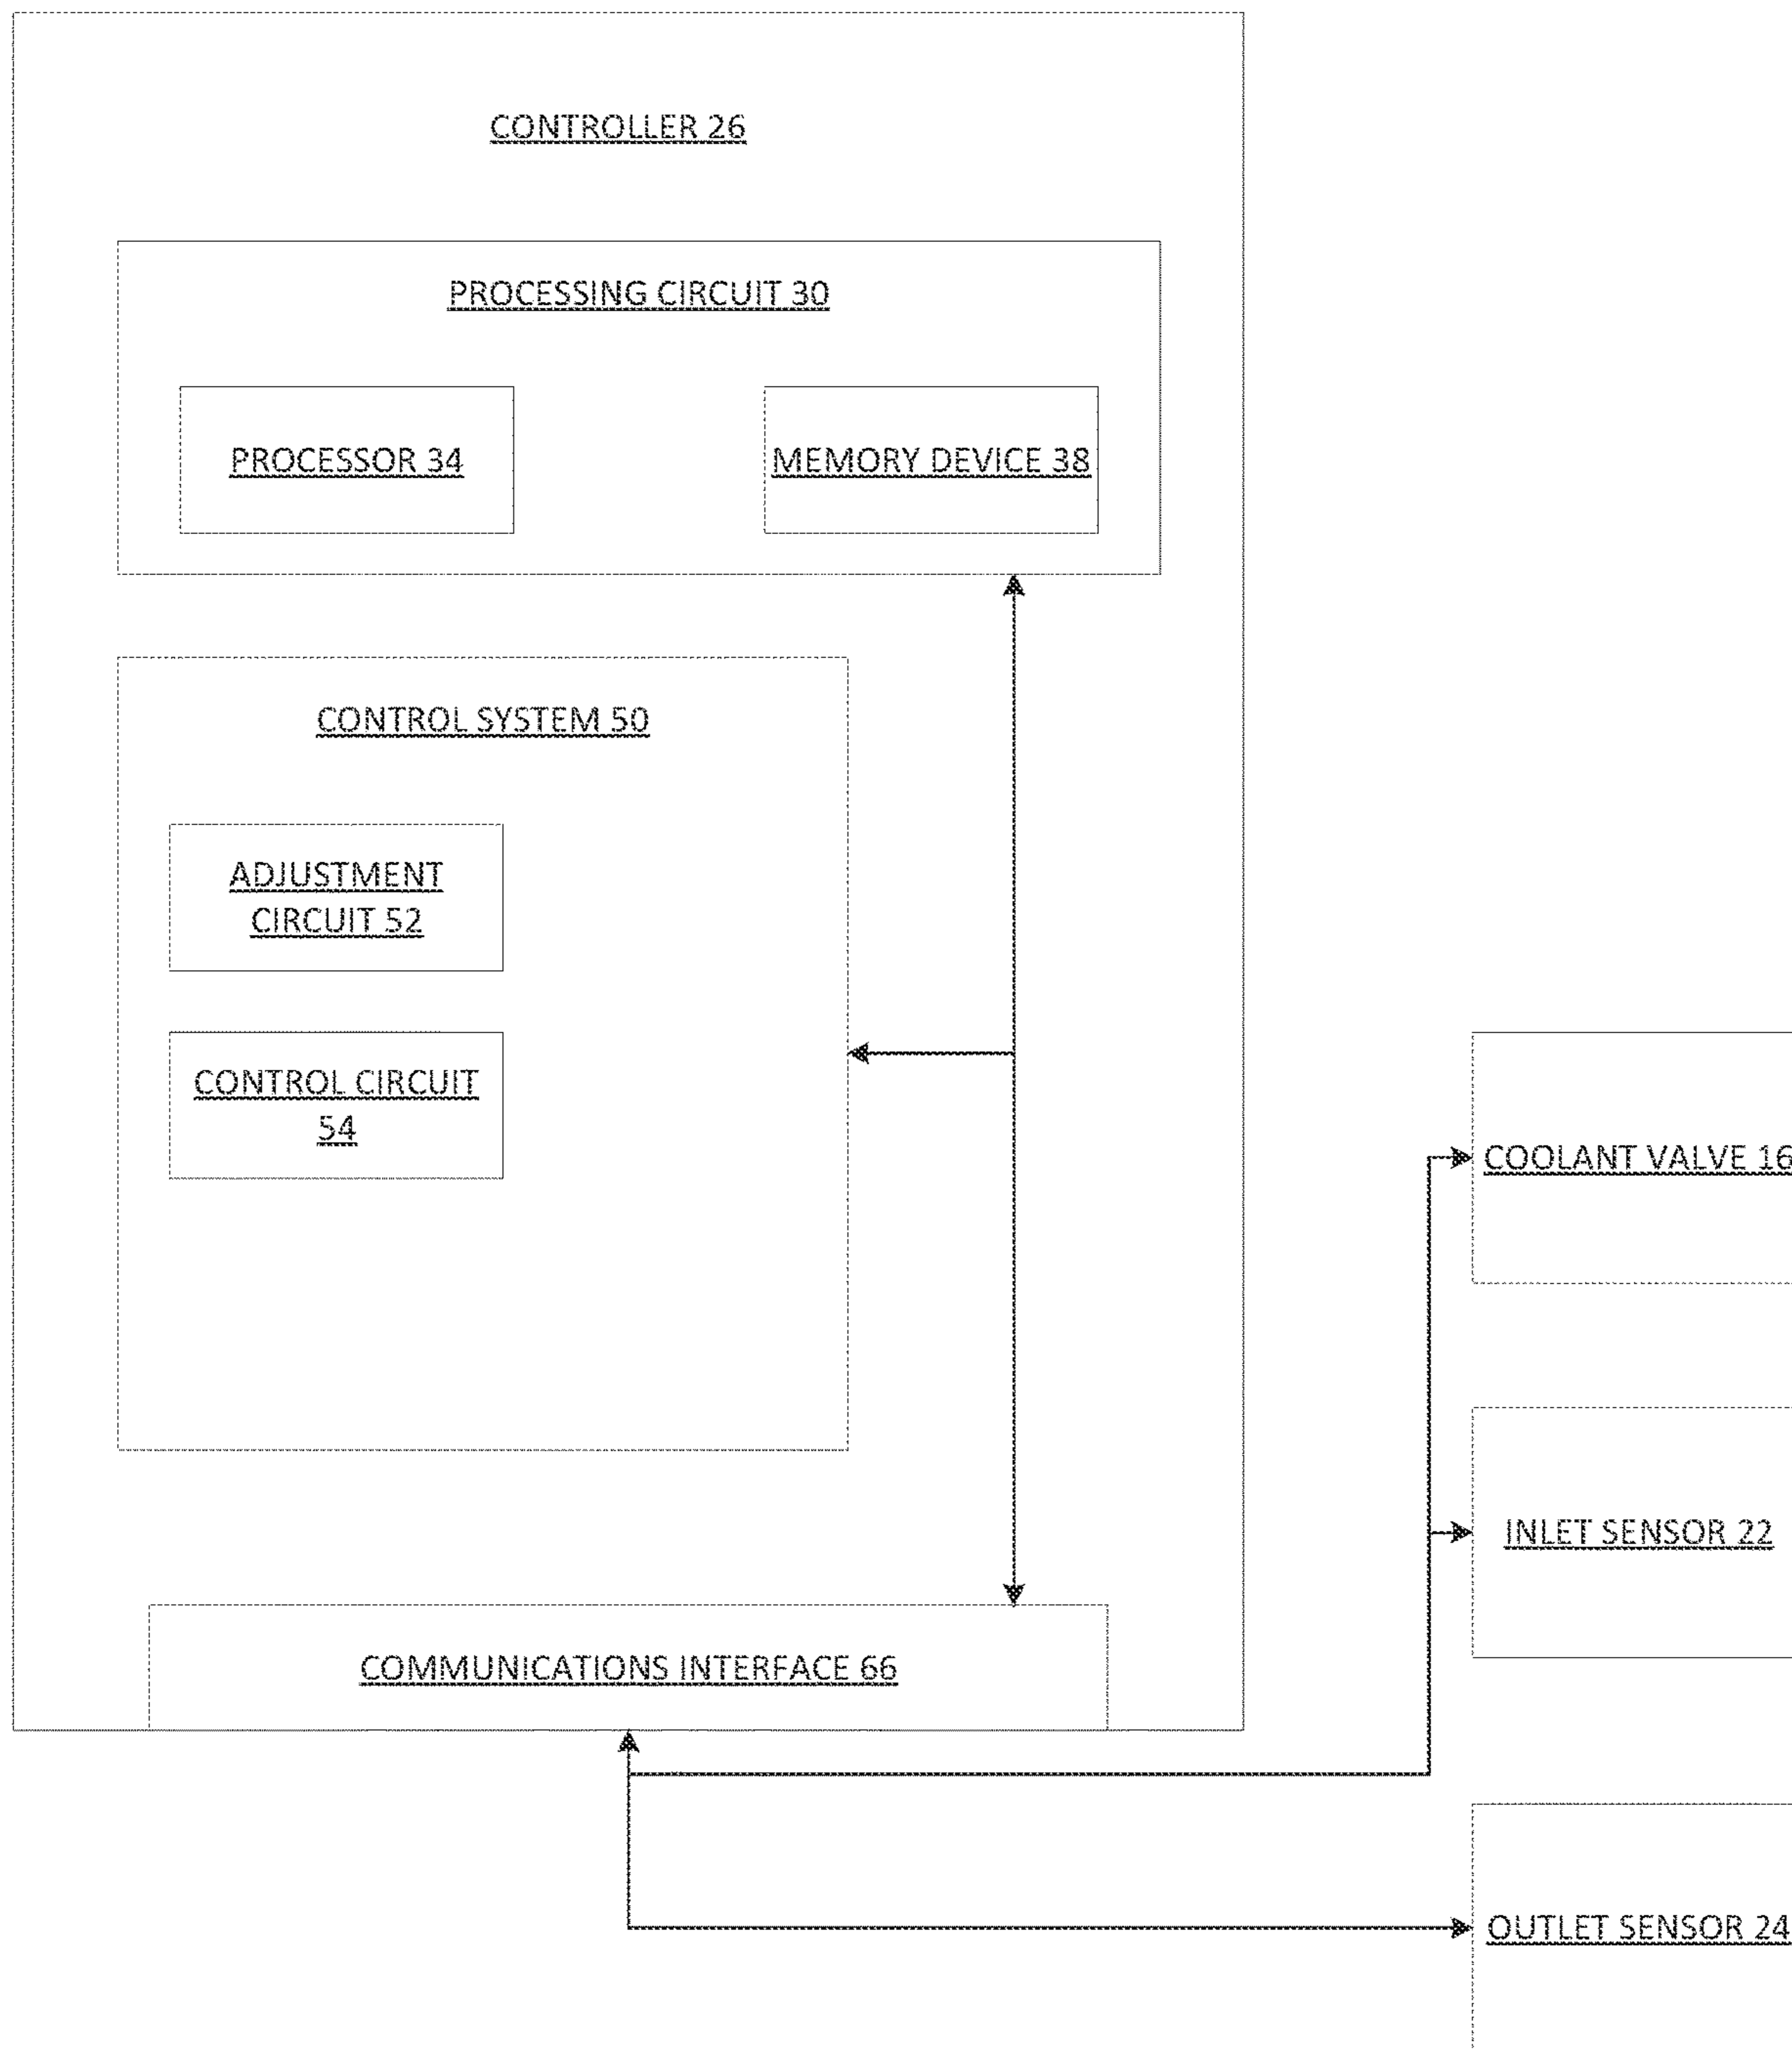 CONTROLLER 26
PROCESSING CIRCUIT 30
PROCESSOR 34
MEMORY DEVICE 38
CONTROL SYSTEM 50
ADJUSTMENT
CIRCUIT 52
CONTROL CIRCUIT
54
COOLANT VALVE 16
INLET SENSOR 22
COMMUNICATIONS INTERFACE 66
OUTLET SENSOR 24